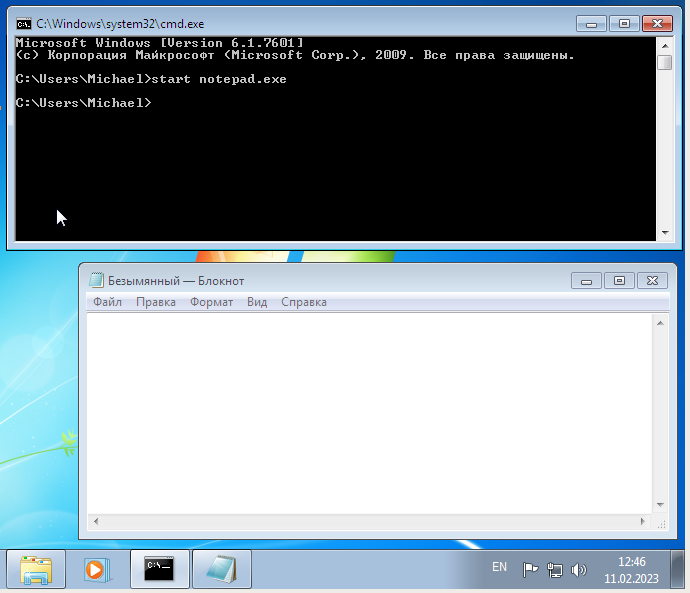 C:\Windows\system32\cmd.exe
Microsoft Windows [Version 6.1.7601]
(c) Корпорация Майкрософт (Microsoft Corp.), 2009. Все права защищены.
C:\Users\Michael>start notepad.exe
C:\Users\Michael>
Безымянный — Блокнот
Файл Правка Формат Вид Справка
C:\
EN
12:46
11.02.2023